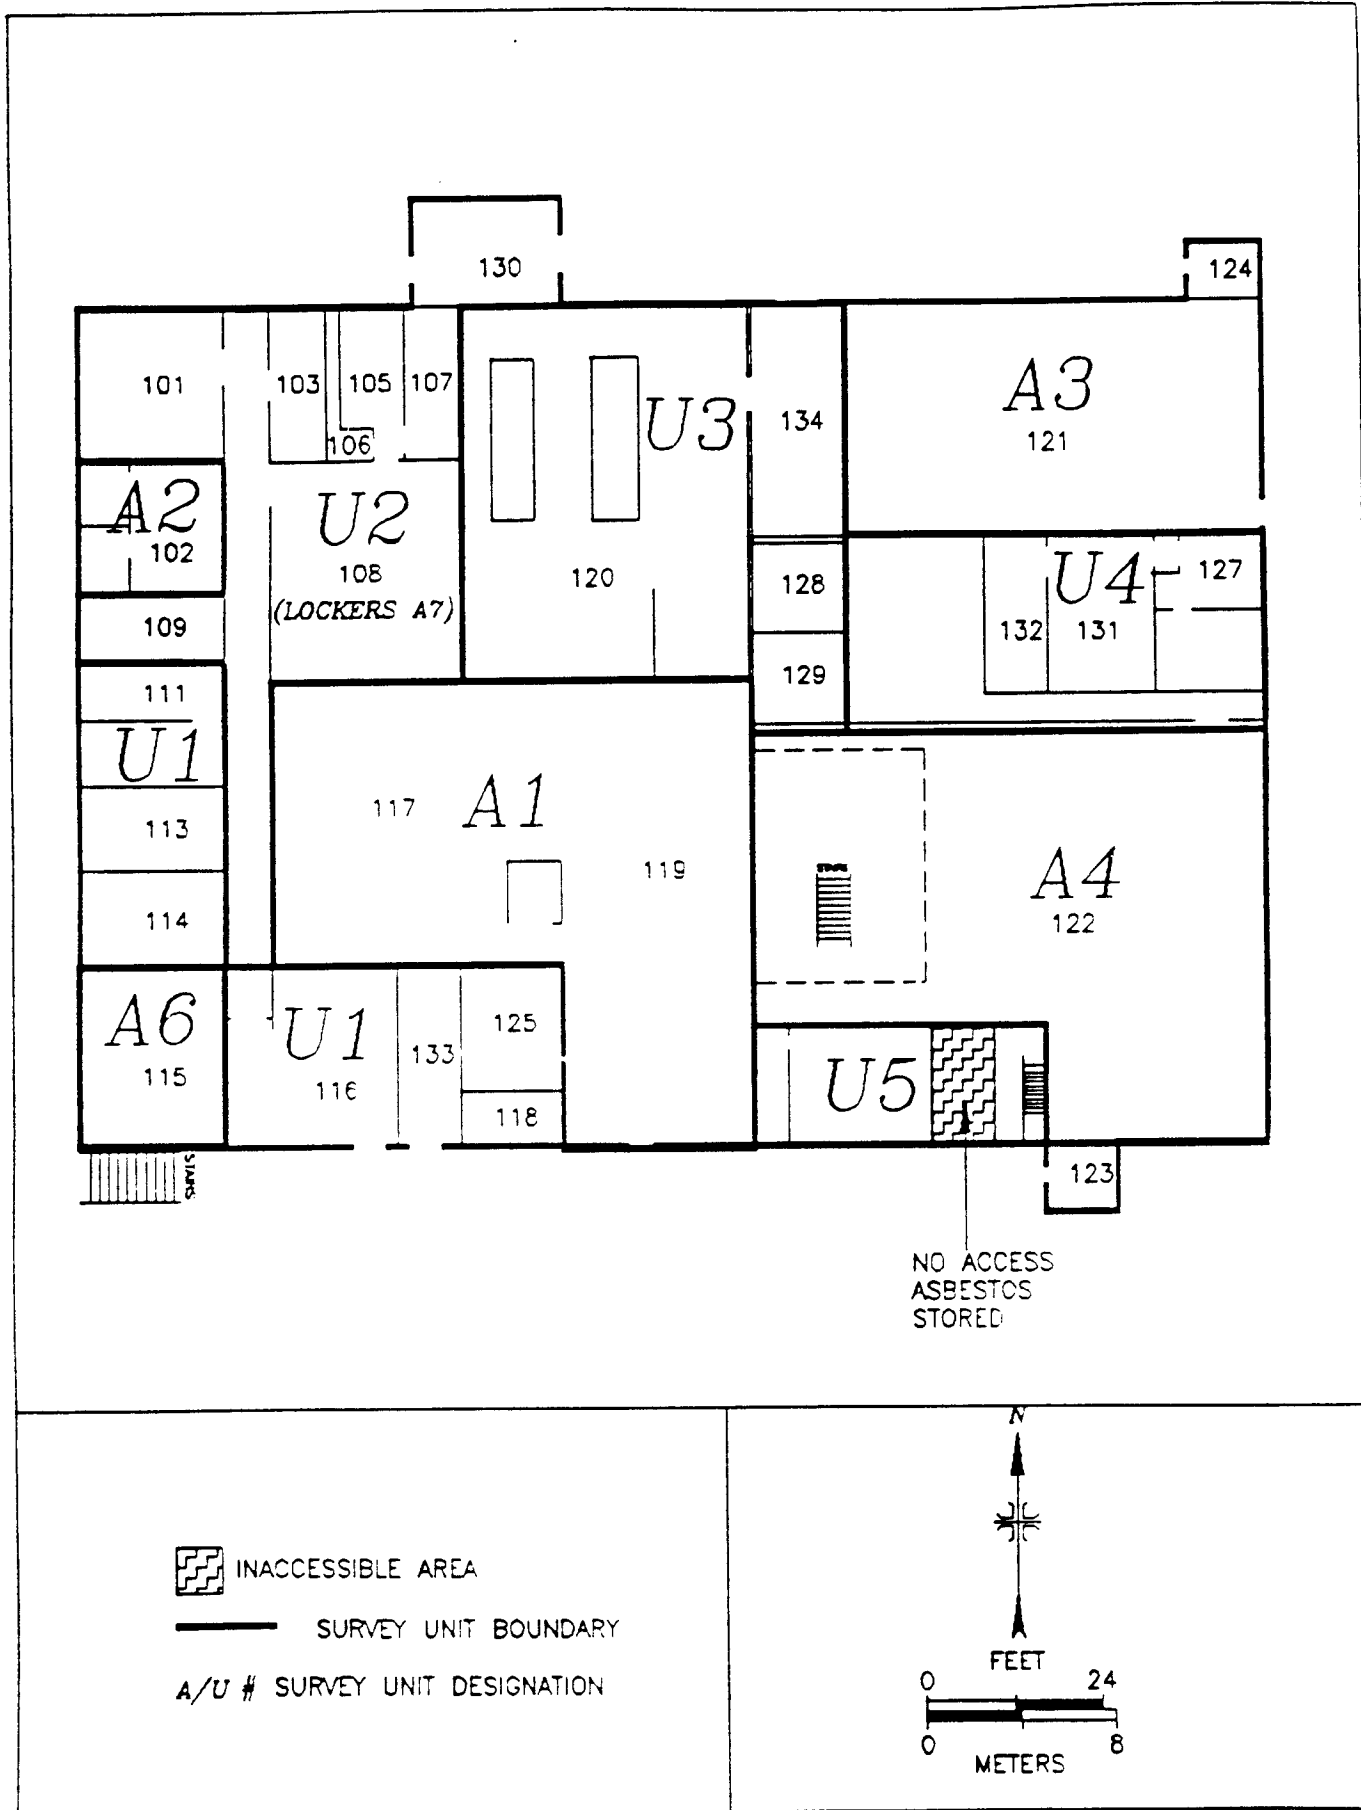 130
124
101
103
105
107
106
U3
134
A3
121
A2
102
U2
108
(LOCKERS A7)
120
128
U4
127
132
131
109
129
111
U1
113
114
117
A1
119
STAIRS
A4
122
A6
115
U1
116
133
125
118
U5
STAIRS
123
NO ACCESS
ASBESTOS
STORED
INACCESSIBLE AREA
SURVEY UNIT BOUNDARY
A/U # SURVEY UNIT DESIGNATION
N
FEET
0 24
0 8
METERS